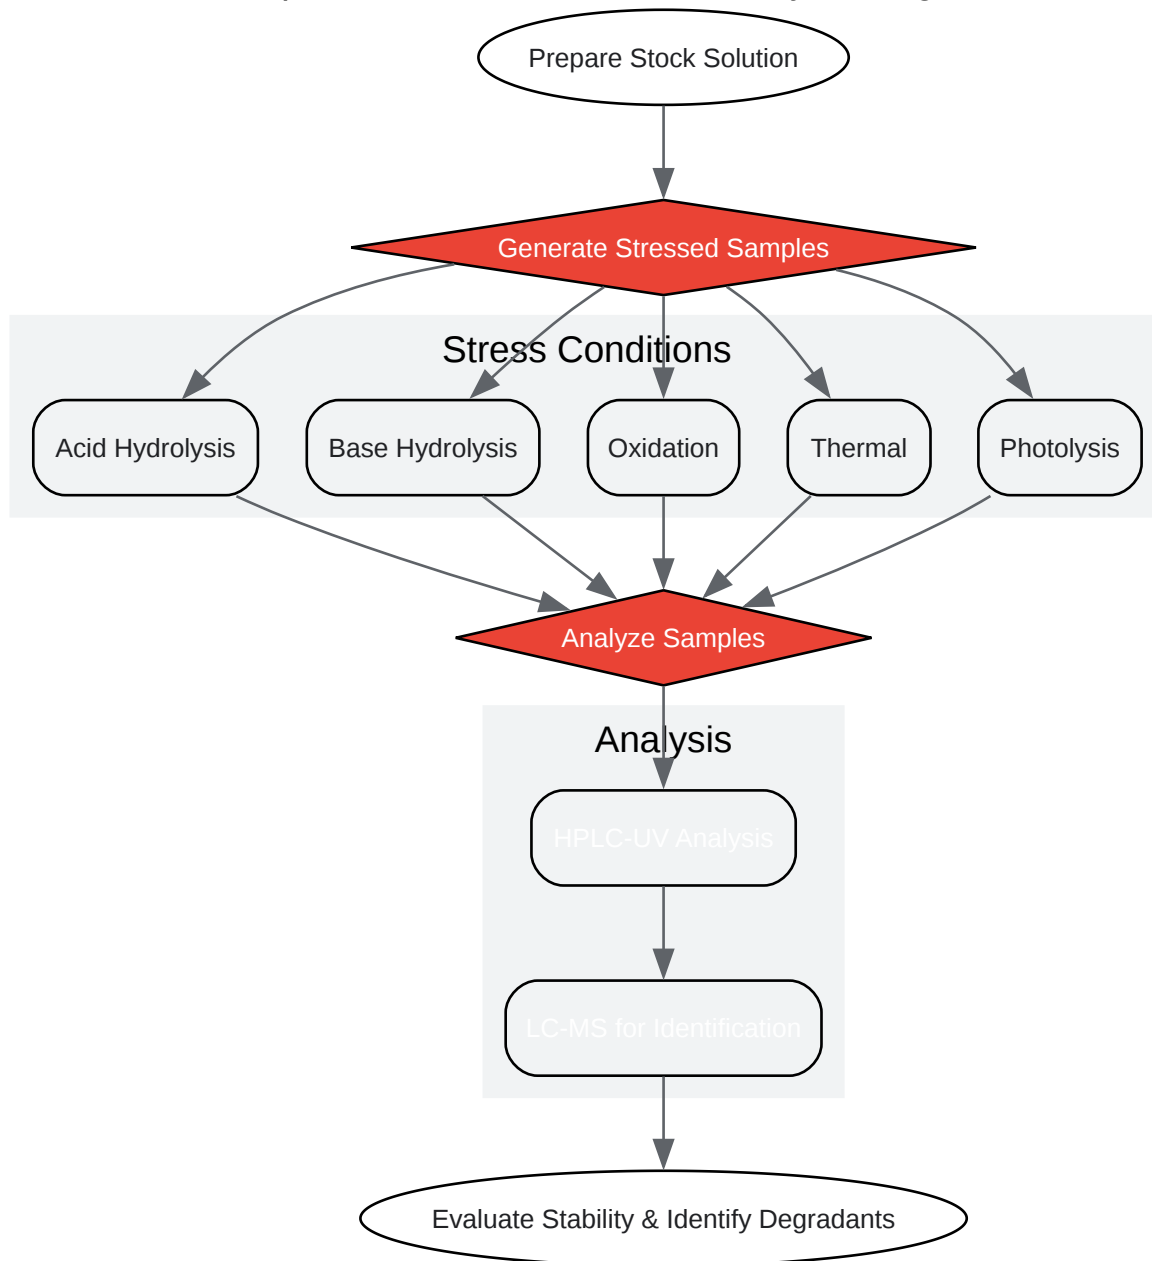 Prepare Stock Solution
Generate Stressed Samples
Stress Conditions
Acid Hydrolysis
Base Hydrolysis
Oxidation
Thermal
Photolysis
Analyze Samples
Analysis
HPLC-UV Analysis
LC-MS for Identification
Evaluate Stability & Identify Degradants